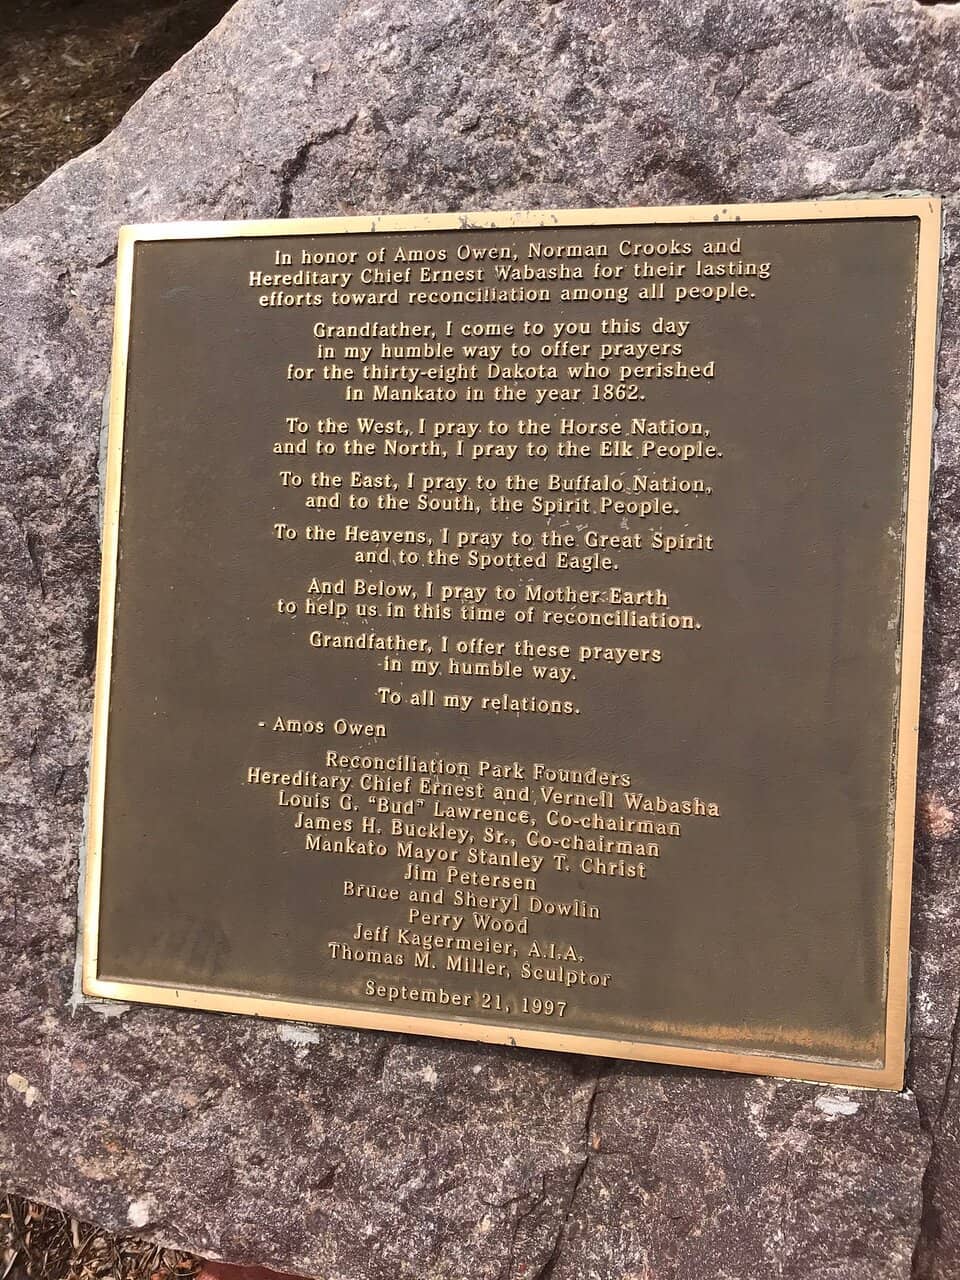 In honor of Amos Owen, Norman Crooks and
Hereditary Chief Ernest Wabasha for their lasting
efforts toward reconciliation among all people.
Grandfather, I come to you this day
in my humble way to offer prayers
for the thirty-eight Dakota who perished
in Mankato in the year 1862.
To the West, I pray to the Horse Nation,
and to the North, I pray to the Elk People.
To the East, I pray to the Buffalo Nation,
and to the South, the Spirit People.
To the Heavens, I pray to the Great Spirit
and to the Spotted Eagle.
And Below, I pray to Mother Earth
to help us in this time of reconciliation.
Grandfather, I offer these prayers
in my humble way.
To all my relations.
- Amos Owen
Reconciliation Park Founders
Hereditary Chief Ernest and Vernell Wabasha
Louis G. "Bud" Lawrence, Co-chairman
James H. Buckley, Sr., Co-chairman
Mankato Mayor Stanley T. Christ
Jim Petersen
Bruce and Sheryl Dowlin
Perry Wood
Jeff Kagermeier, A.I.A.
Thomas M. Miller, Sculptor
September 21, 1997